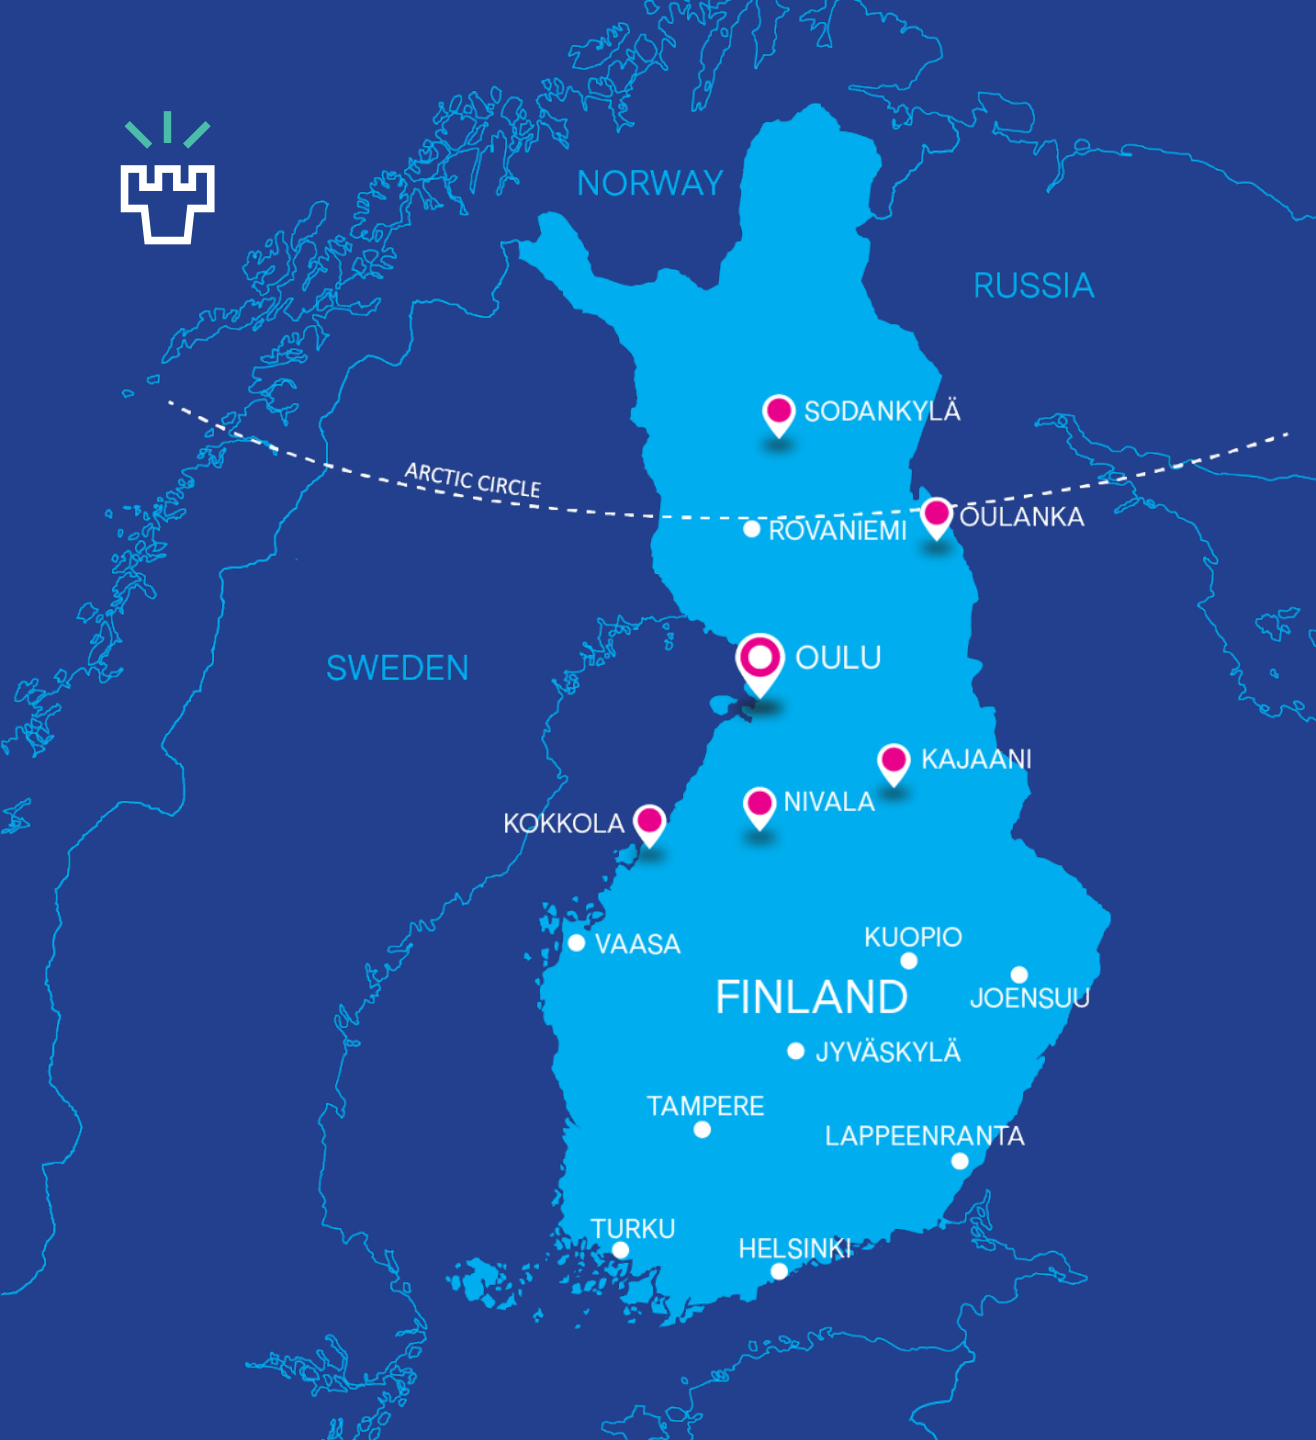 NORWAY
RUSSIA
SODANKYLÄ
ARCTIC CIRCLE
OULANKA
ROVANIEMI
OULU
SWEDEN
KAJAANI
NIVALA
KOKKOLA
KUOPIO
VAASA
FINLAND
JOENSUU
JYVÄSKYLÄ
TAMPERE
LAPPEENRANTA
TURKU
HELSINKI